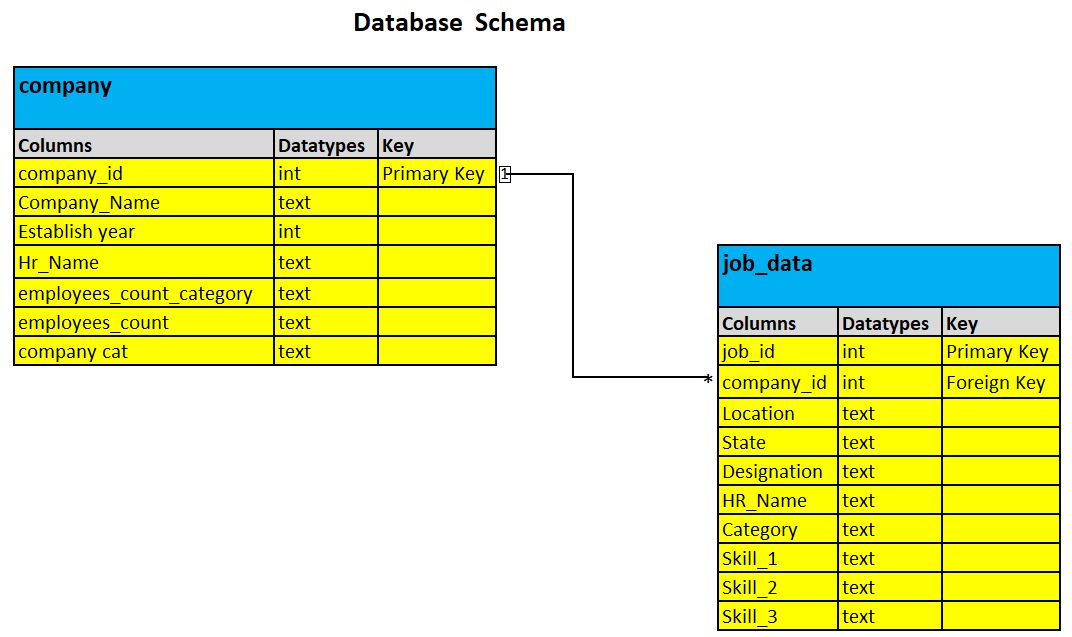 Database Schema
company
Columns Datatypes Key
company_id int Primary Key
Company_Name text
Establish year int
Hr_Name text
employees_count_category text
employees_count text
company cat text
1
*
job_data
Columns Datatypes Key
job_id int Primary Key
company_id int Foreign Key
Location text
State text
Designation text
HR_Name text
Category text
Skill_1 text
Skill_2 text
Skill_3 text